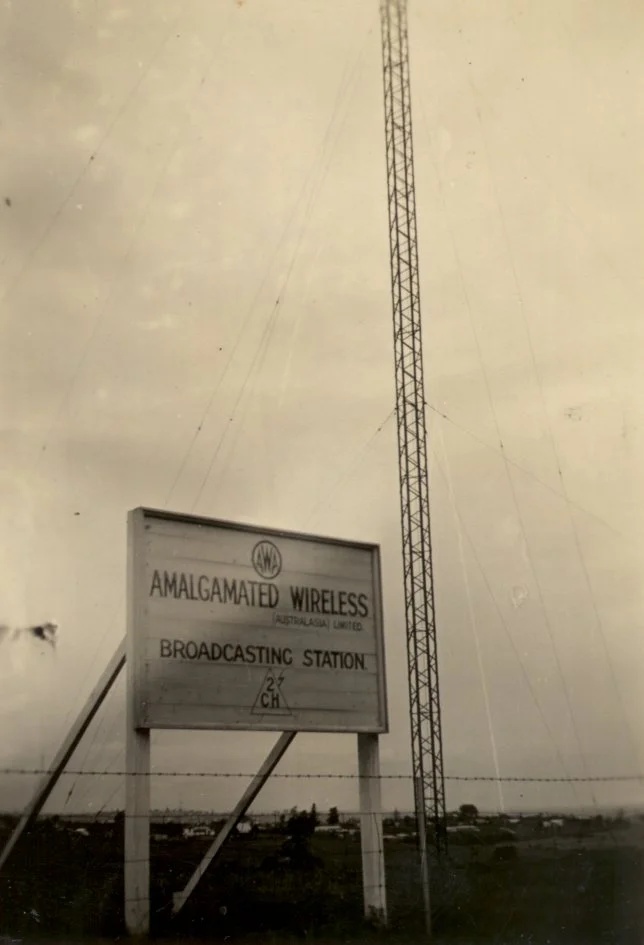 AWA
AMALGAMATED WIRELESS
(AUSTRALASIA) LIMITED.
BROADCASTING STATION.
2
CH